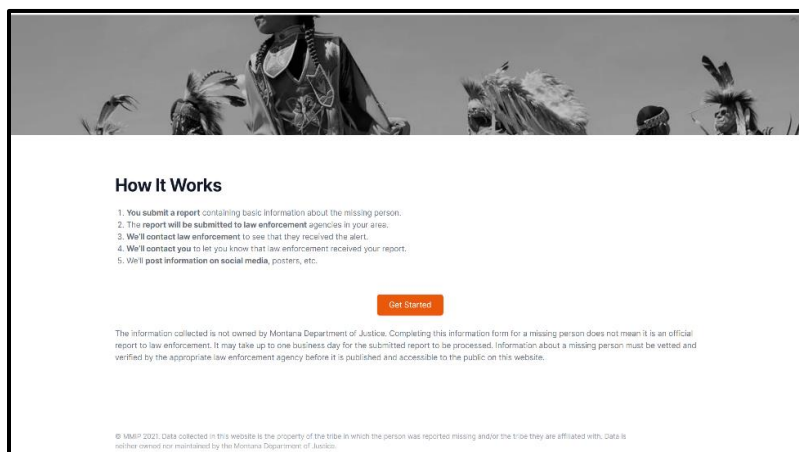 How It Works
1. You submit a report containing basic information about the missing person.
2. The report will be submitted to law enforcement agencies in your area.
3. We'll contact law enforcement to see that they received the alert.
4. We'll contact you to let you know that law enforcement received your report.
5. We'll post information on social media, posters, etc.
Get Started
The information collected is not owned by Montana Department of Justice. Completing this information form for a missing person does not mean it is an official
report to law enforcement. It may take up to one business day for the submitted report to be processed. Information about a missing person must be vetted and
verified by the appropriate law enforcement agency before it is published and accessible to the public on this website.
© MMIP 2021. Data collected in this website is the property of the tribe in which the person was reported missing and/or the tribe they are affiliated with. Data is
neither owned nor maintained by the Montana Department of Justice.